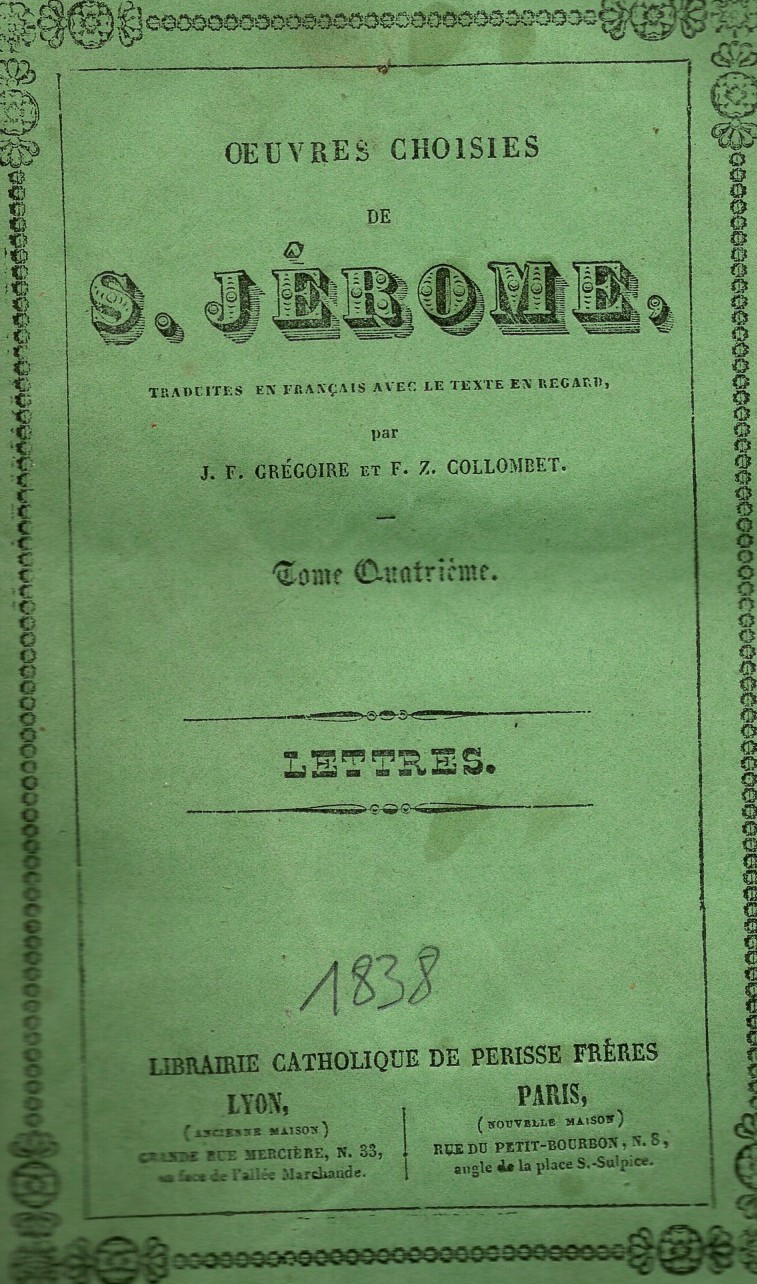 OEUVRES CHOISIES
DE
S. JÉROME,
TRADUITES EN FRANÇAIS AVEC LE TEXTE EN REGARD,
par
J. F. GRÉGOIRE ET F. Z. COLLOMBET.
Tome Quatrième.
LETTRES.
1838
LIBRAIRIE CATHOLIQUE DE PERISSE FRÈRES
LYON,
(ANCIENNE MAISON)
GRANDE RUE MERCIÈRE, N. 33,
en face de l'allée Marchande.
PARIS,
(NOUVELLE MAISON)
RUE DU PETIT-BOURBON, N. 8,
angle de la place S.-Sulpice.